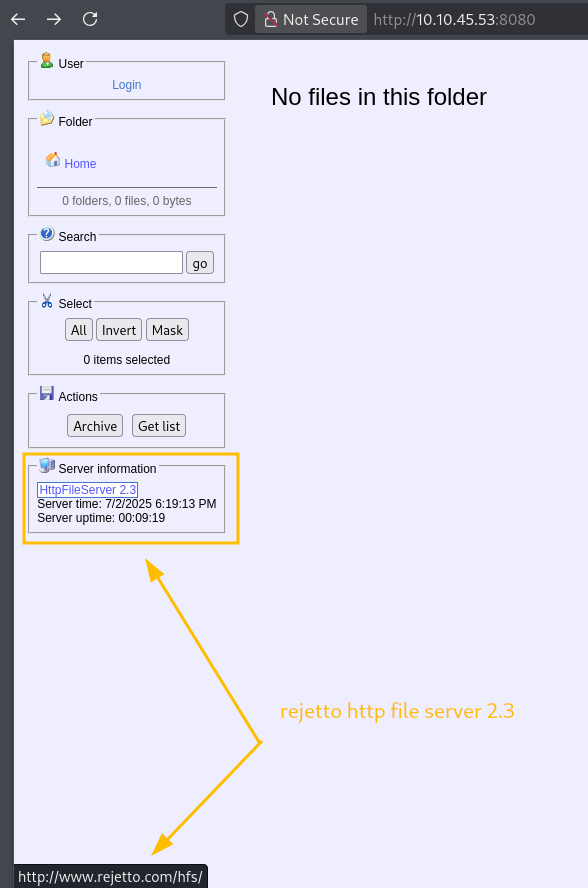 Not Secure http://10.10.45.53:8080
User
Login
Folder
Home
0 folders, 0 files, 0 bytes
Search
go
Select
All Invert Mask
0 items selected
Actions
Archive Get list
Server information
HttpFileServer 2.3
Server time: 7/2/2025 6:19:13 PM
Server uptime: 00:09:19
No files in this folder
rejetto http file server 2.3
http://www.rejetto.com/hfs/